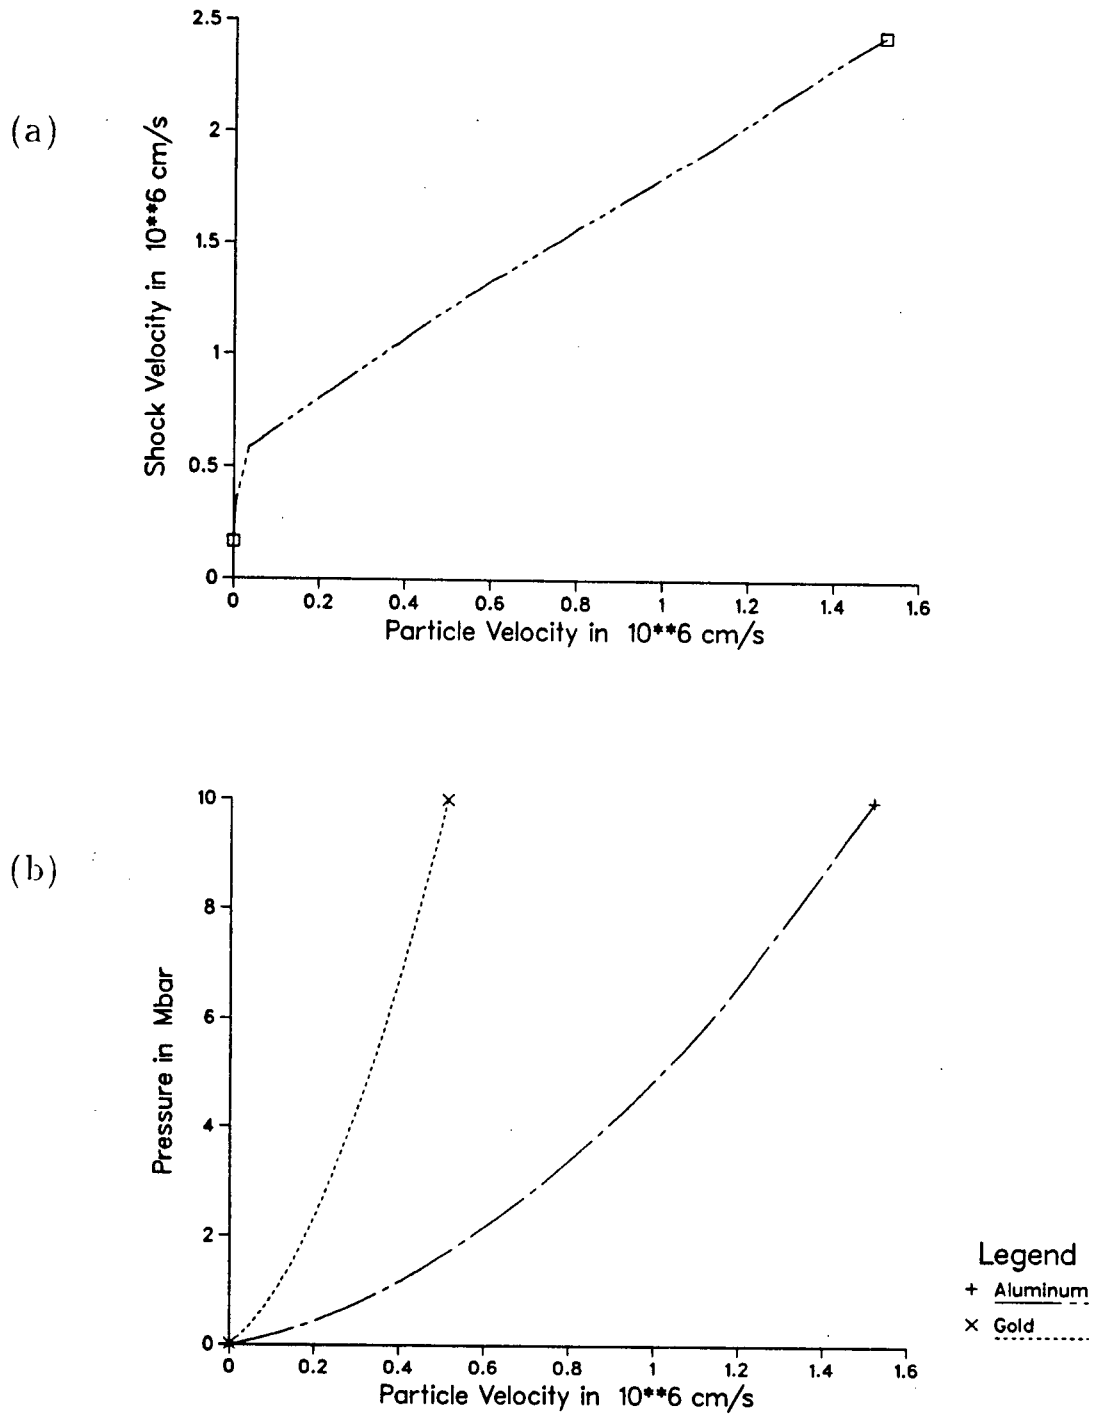 (a)
Shock Velocity in 10**6 cm/s
2.5
2
1.5
1
0.5
0
0 0.2 0.4 0.6 0.8 1 1.2 1.4 1.6
Particle Velocity in 10**6 cm/s
(b)
Pressure in Mbar
10
8
6
4
2
0
0 0.2 0.4 0.6 0.8 1 1.2 1.4 1.6
Particle Velocity in 10**6 cm/s
Legend
+ Aluminum
× Gold